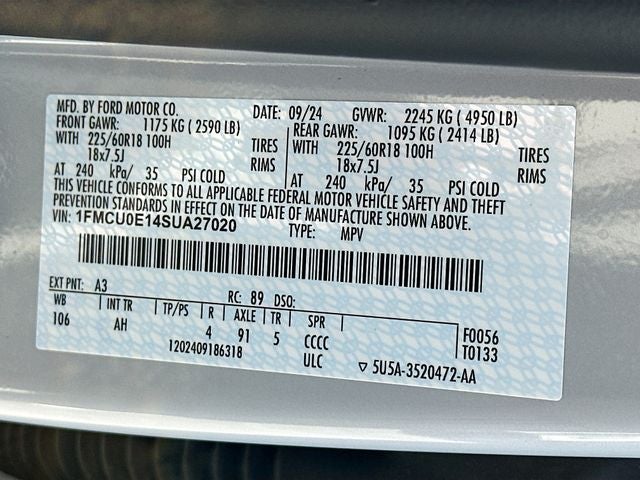 MFD. BY FORD MOTOR CO. DATE: 09/24 GVWR: 2245 KG ( 4950 LB)
FRONT GAWR: 1175 KG ( 2590 LB) REAR GAWR: 1095 KG ( 2414 LB)
WITH 225/60R18 100H TIRES WITH 225/60R18 100H TIRES
18x7.5J RIMS 18x7.5J RIMS
AT 240 kPa/ 35 PSI COLD AT 240 kPa/ 35 PSI COLD
THIS VEHICLE CONFORMS TO ALL APPLICABLE FEDERAL MOTOR VEHICLE SAFETY AND THEFT
PREVENTION STANDARDS IN EFFECT ON THE DATE OF MANUFACTURE SHOWN ABOVE.
VIN: 1FMCU0E14SUA27020 TYPE: MPV
EXT PNT: A3 RC: 89 DSO:
WB INT TR TP/PS R AXLE TR SPR F0056
106 AH 4 91 5 CCCC T0133
1202409186318 ULC ▽ 5U5A-3520472-AA